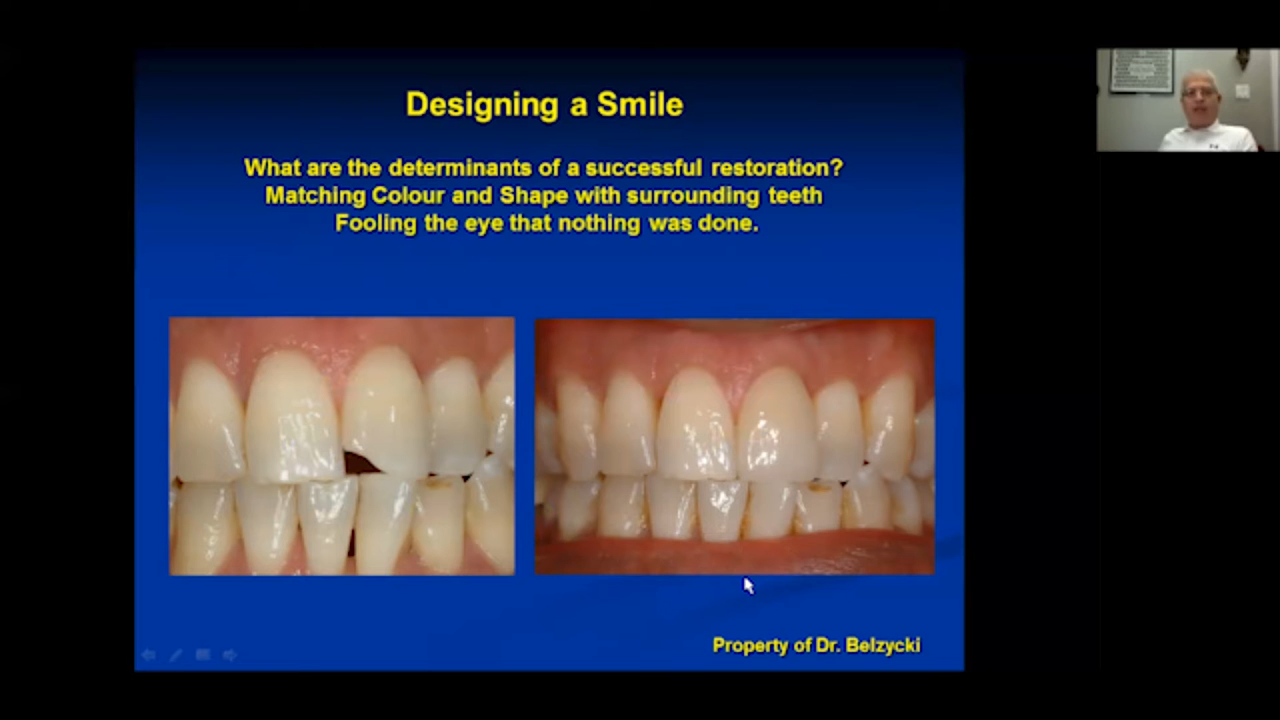 Designing a Smile
What are the determinants of a successful restoration?
Matching Colour and Shape with surrounding teeth
Fooling the eye that nothing was done.
Property of Dr. Belzycki